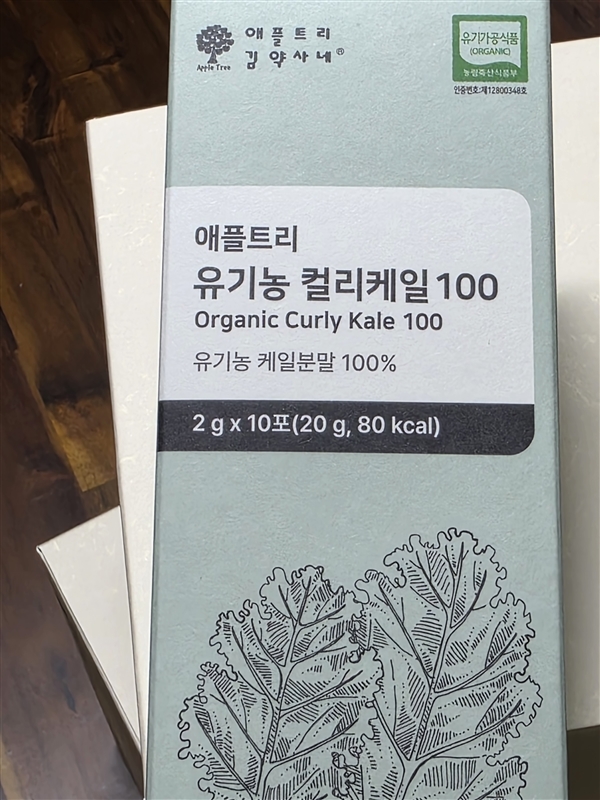 애플트리
김약사네®
Apple Tree
유기가공식품
(ORGANIC)
농림축산식품부
인증번호:제12800348호
애플트리
유기농 컬리케일 100
Organic Curly Kale 100
유기농 케일분말 100%
2 g x 10포(20 g, 80 kcal)